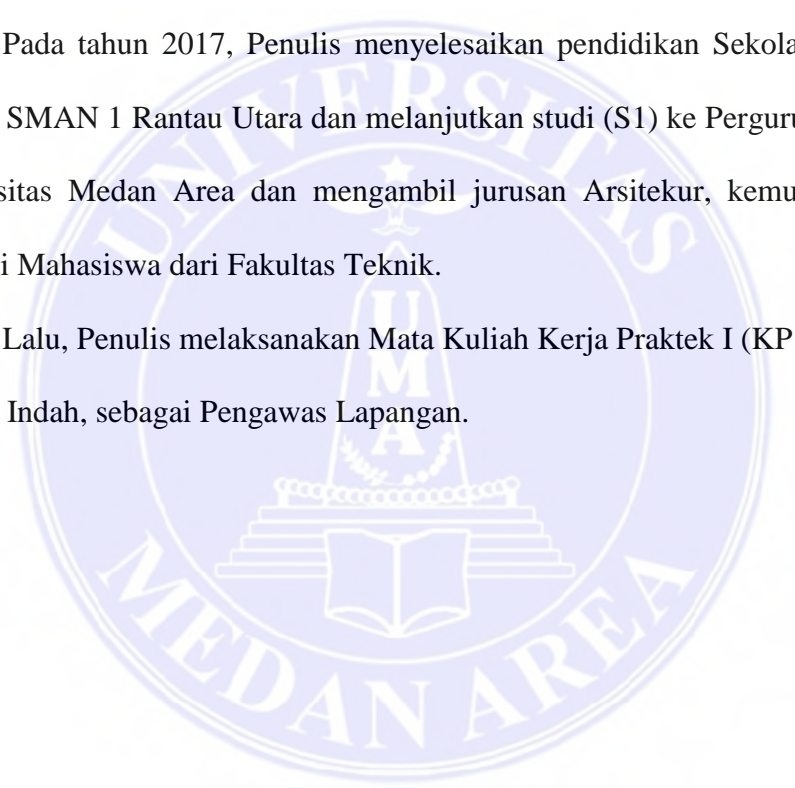 Pada tahun 2017, Penulis menyelesaikan pendidikan Sekola
SMAN 1 Rantau Utara dan melanjutkan studi (S1) ke Perguru
sitas Medan Area dan mengambil jurusan Arsitekur, kemu
i Mahasiswa dari Fakultas Teknik.
Lalu, Penulis melaksanakan Mata Kuliah Kerja Praktek I (KP
Indah, sebagai Pengawas Lapangan.
UNIVERSITAS
UMA
MEDAN AREA